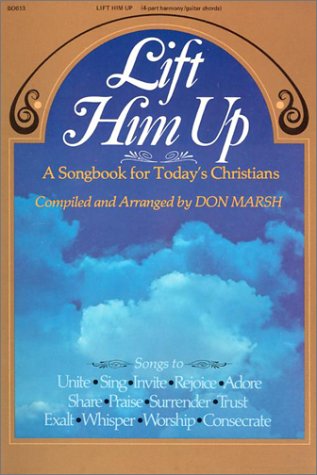 SO613 LIFT HIM UP (4-part harmony/guitar chords)
Lift
Him Up
A Songbook for Today's Christians
Compiled and Arranged by DON MARSH
Songs to
Unite • Sing • Invite • Rejoice • Adore
Share • Praise • Surrender • Trust
Exalt • Whisper • Worship • Consecrate